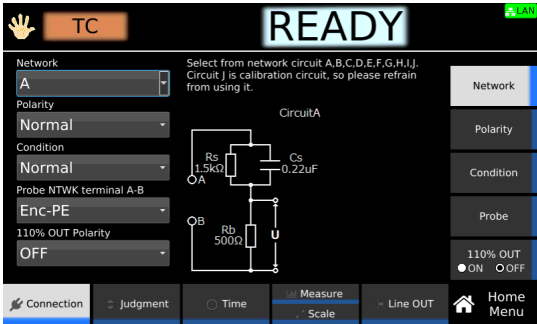 TC
READY
LAN
Network
A
Polarity
Normal
Condition
Normal
Probe NTWK terminal A-B
Enc-PE
110% OUT Polarity
OFF
Select from network circuit A,B,C,D,E,F,G,H,I,J.
Circuit J is calibration circuit, so please refrain
from using it.
CircuitA
Rs
1.5kΩ
Cs
0.22uF
A
B
Rb
500Ω
U
Network
Polarity
Condition
Probe
110% OUT
ON OFF
Connection
Judgment
Time
Measure
Scale
Line OUT
Home
Menu